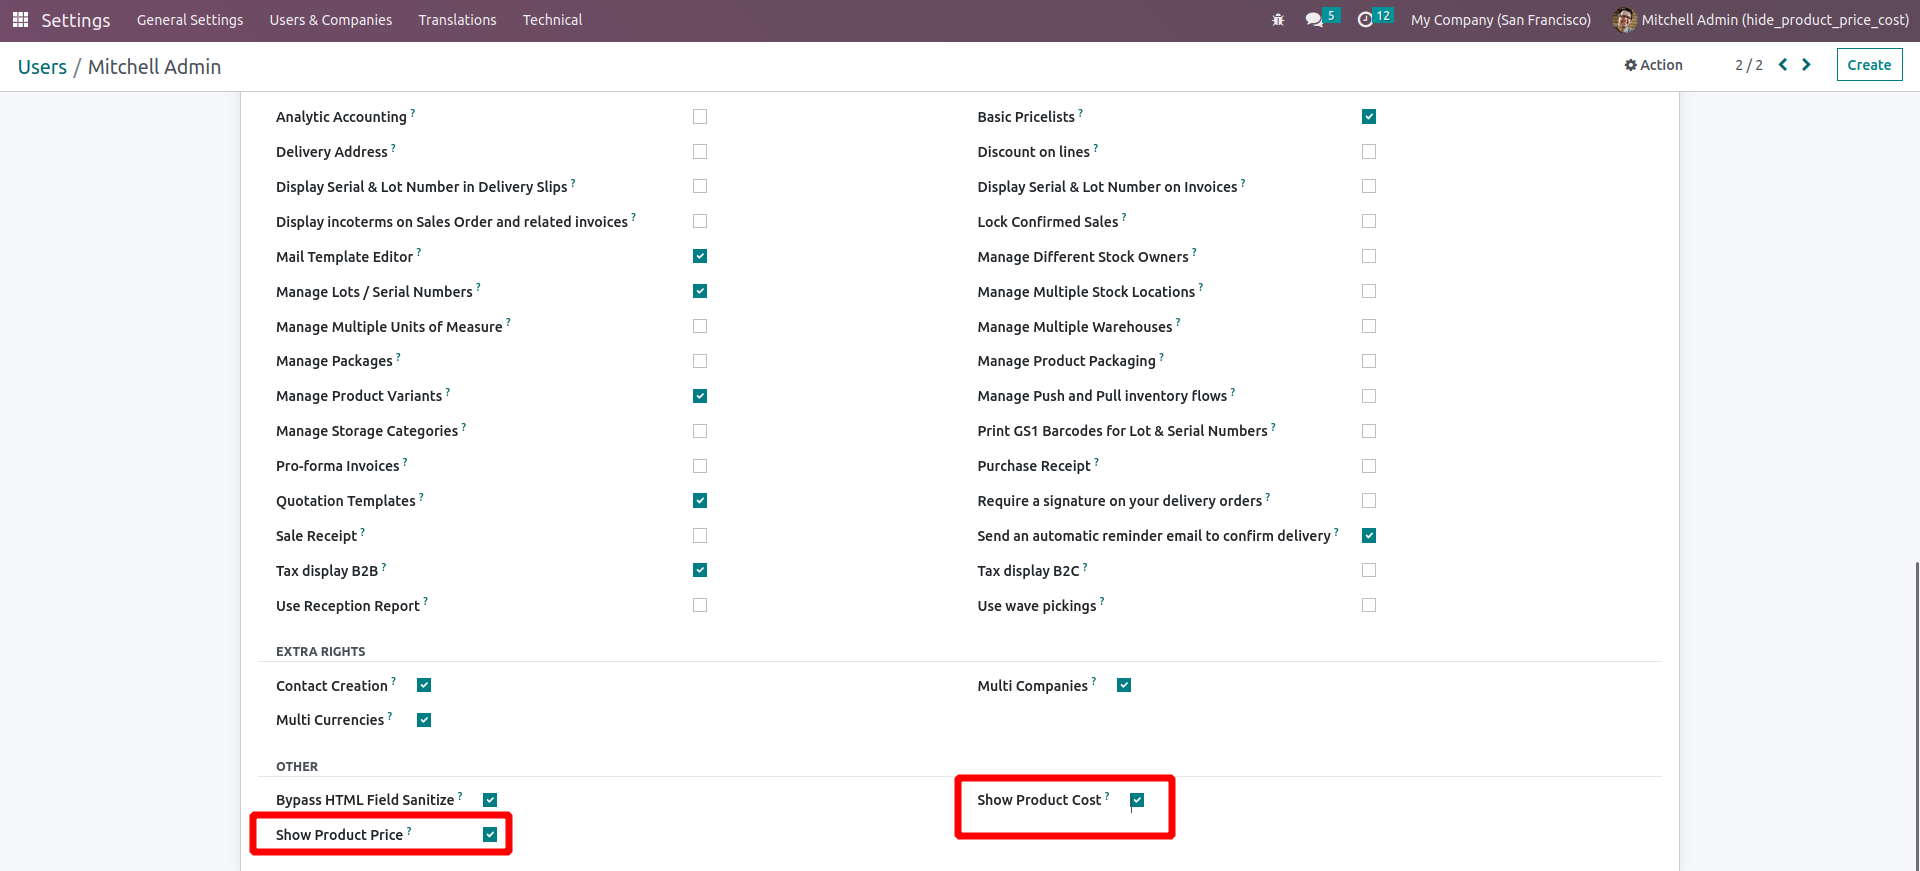 Settings General Settings Users & Companies Translations Technical 5 12 My Company (San Francisco) Mitchell Admin (hide_product_price_cost)
Users / Mitchell Admin Action 2 / 2 Create
Analytic Accounting ? Basic Pricelists ?
Delivery Address ? Discount on lines ?
Display Serial & Lot Number in Delivery Slips ? Display Serial & Lot Number on Invoices ?
Display incoterms on Sales Order and related invoices ? Lock Confirmed Sales ?
Mail Template Editor ? Manage Different Stock Owners ?
Manage Lots / Serial Numbers ? Manage Multiple Stock Locations ?
Manage Multiple Units of Measure ? Manage Multiple Warehouses ?
Manage Packages ? Manage Product Packaging ?
Manage Product Variants ? Manage Push and Pull inventory flows ?
Manage Storage Categories ? Print GS1 Barcodes for Lot & Serial Numbers ?
Pro-forma Invoices ? Purchase Receipt ?
Quotation Templates ? Require a signature on your delivery orders ?
Sale Receipt ? Send an automatic reminder email to confirm delivery ?
Tax display B2B ? Tax display B2C ?
Use Reception Report ? Use wave pickings ?
EXTRA RIGHTS
Contact Creation ? Multi Companies ?
Multi Currencies ?
OTHER
Bypass HTML Field Sanitize ? Show Product Cost ?
Show Product Price ?